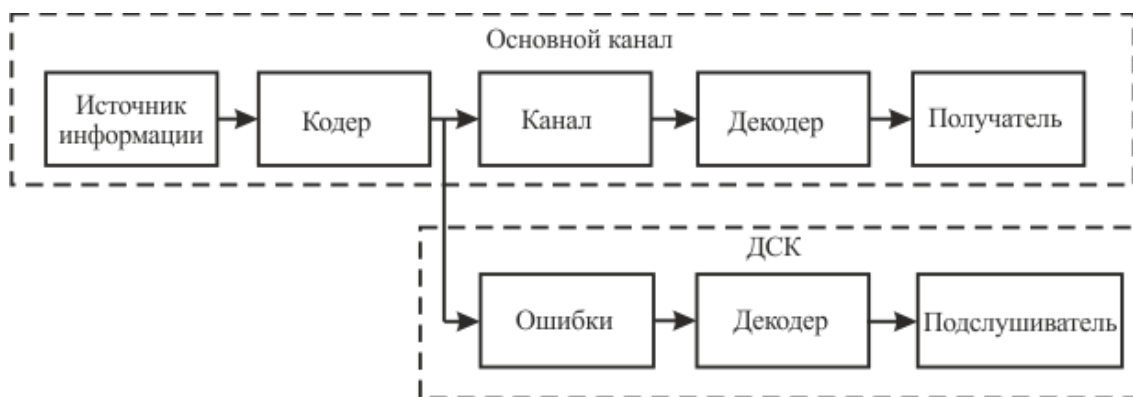 Основной канал
Источник
информации
Кодер
Канал
Декодер
Получатель
ДСК
Ошибки
Декодер
Подслушиватель